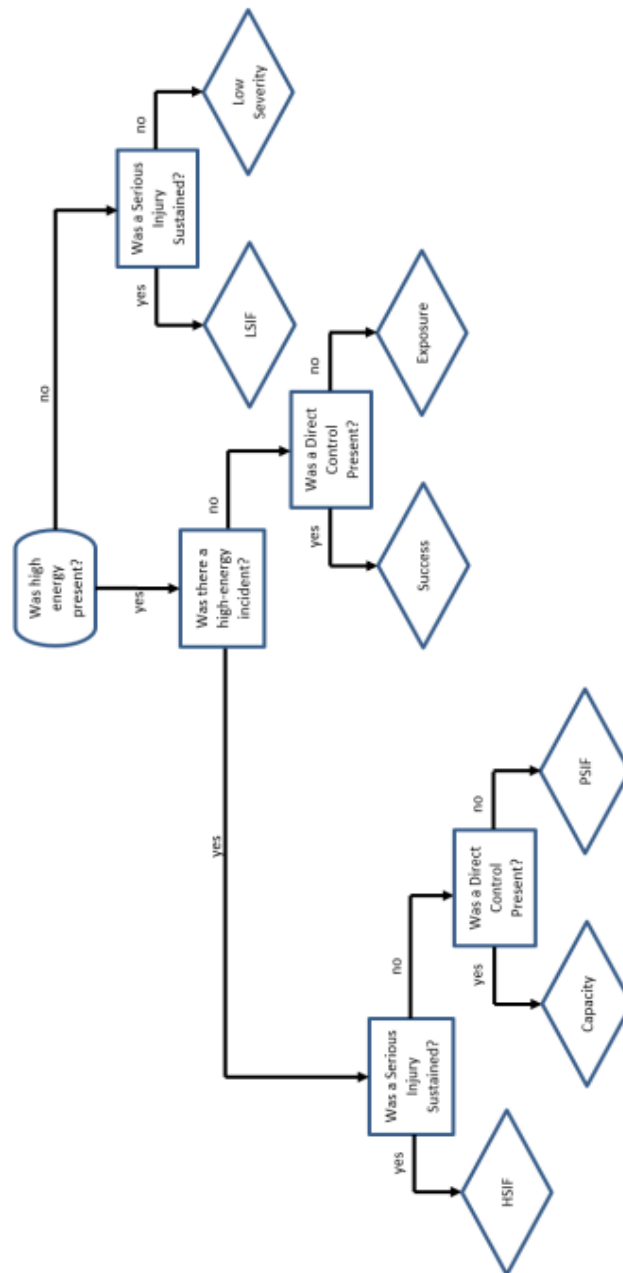 Was high
energy
present?
no
yes
Was a Serious
Injury
Sustained?
yes
no
LSIF
Low
Severity
Was there a
high-energy
incident?
yes
no
Was a Direct
Control
Present?
yes
no
Success
Exposure
Was a Serious
Injury
Sustained?
yes
no
HSIF
Was a Direct
Control
Present?
yes
no
Capacity
PSIF